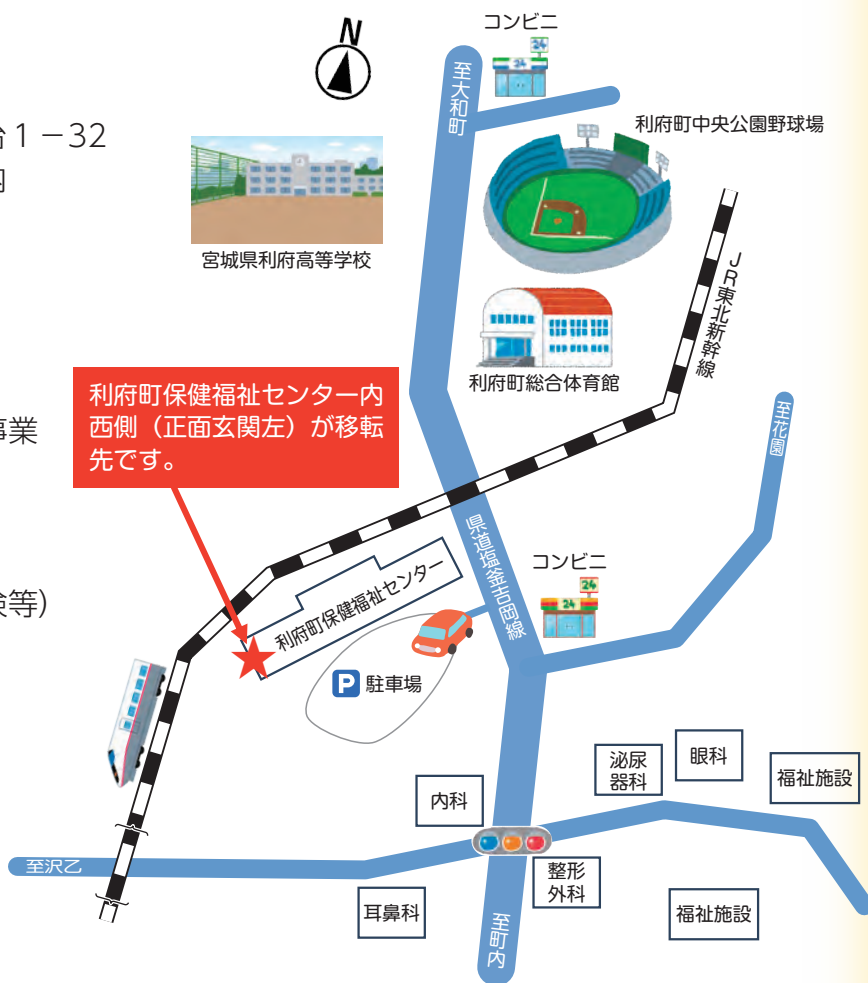 N
コンビニ
24
24
至大和町
台1－32
内
利府町中央公園野球場
宮城県利府高等学校
JR東北新幹線
利府町総合体育館
利府町保健福祉センター内
西側（正面玄関左）が移転
先です。
事業
至花園
県道塩釜吉岡線
コンビニ
24
24
険等)
利府町保健福祉センター
P 駐車場
内科
泌尿
器科
眼科
福祉施設
至沢乙
耳鼻科
整形
外科
福祉施設
至町内